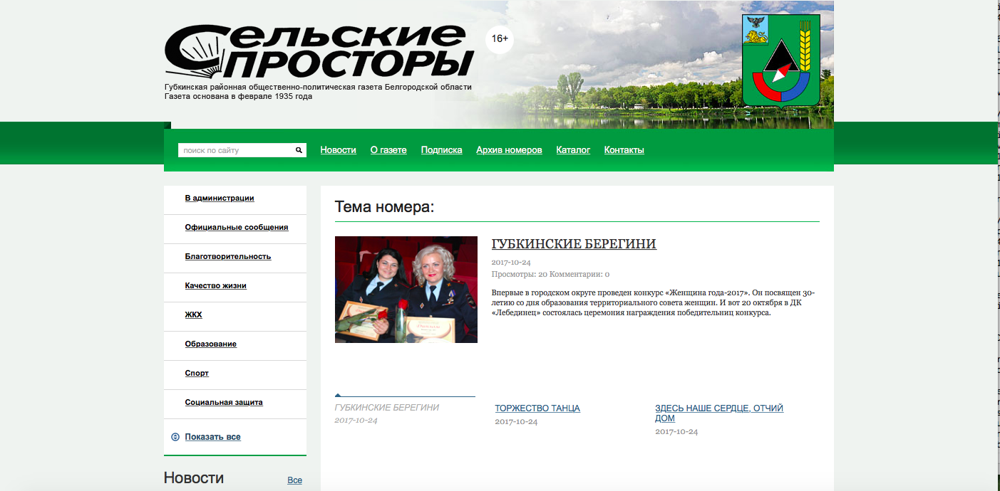 Сельские
просторы
16+
Губкинская районная общественно-политическая газета Белгородской области
Газета основана в феврале 1935 года
поиск по сайту
Новости
О газете
Подписка
Архив номеров
Каталог
Контакты
В администрации
Официальные сообщения
Благотворительность
Качество жизни
ЖКХ
Образование
Спорт
Социальная защита
Показать все
Новости
Все
Тема номера:
ГУБКИНСКИЕ БЕРЕГИНИ
2017-10-24
Просмотры: 20 Комментарии: 0
Впервые в городском округе проведен конкурс «Женщина года-2017». Он посвящен 30-
летию со дня образования территориального совета женщин. И вот 20 октября в ДК
«Лебединец» состоялась церемония награждения победительниц конкурса.
ГУБКИНСКИЕ БЕРЕГИНИ
2017-10-24
ТОРЖЕСТВО ТАНЦА
2017-10-24
ЗДЕСЬ НАШЕ СЕРДЦЕ, ОТЧИЙ
ДОМ
2017-10-24